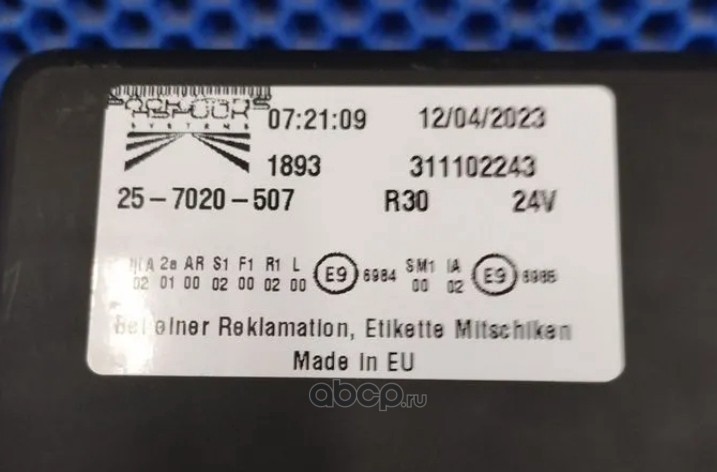 SYSTEMS
07:21:09 12/04/2023
1893 311102243
25-7020-507 R30 24V
2a AR S1 F1 R1 L SM1 IA
02 01 00 02 00 02 00 E9 6984 00 02 E9
Bei einer Reklamation, Etikette Mitschiken
Made in EU
abcp.ru